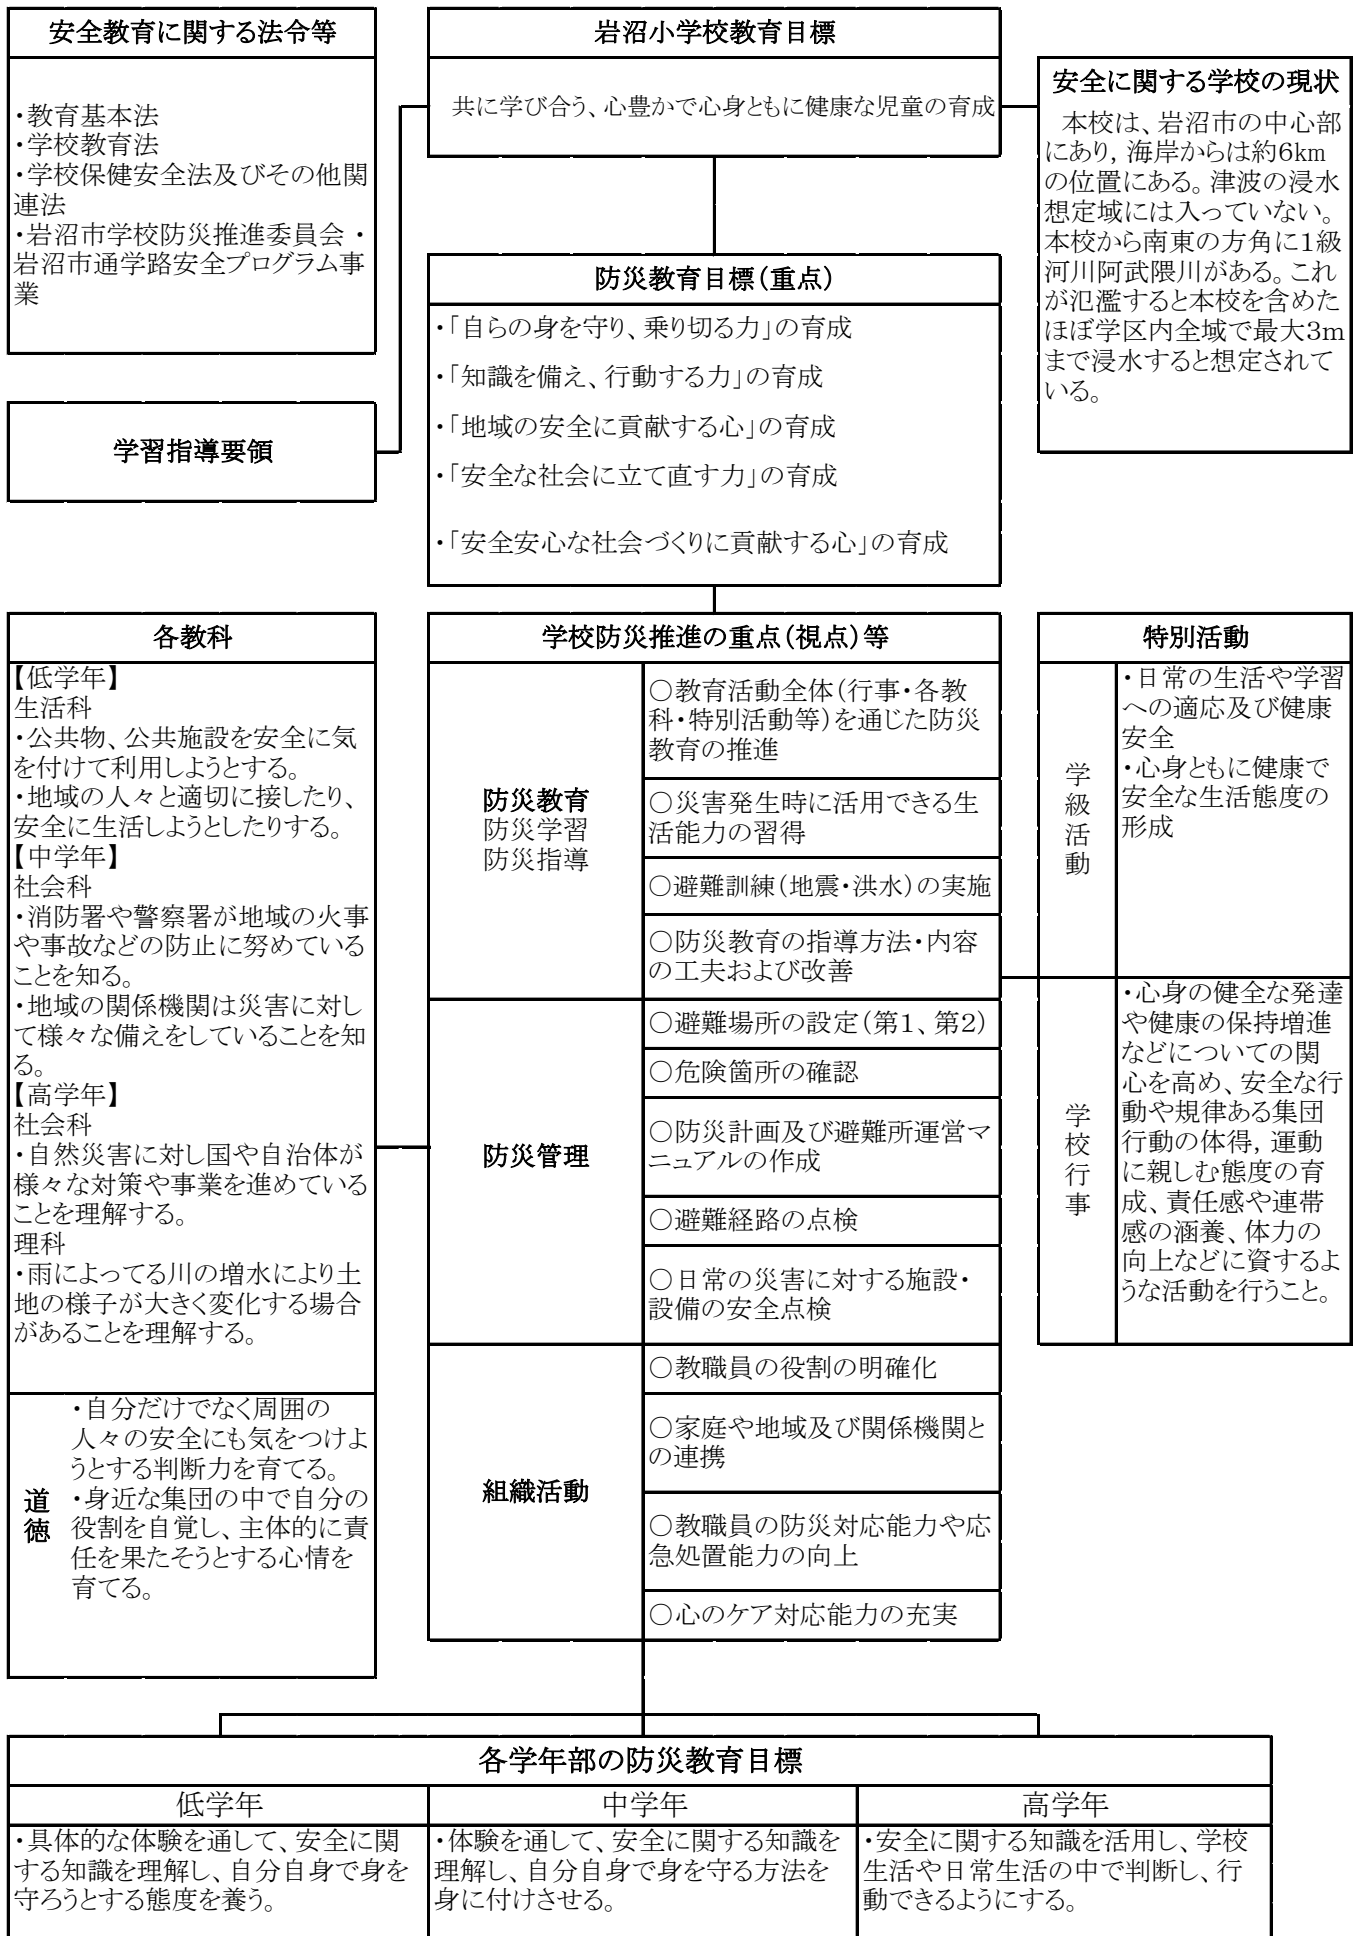 安全教育に関する法令等
・教育基本法
・学校教育法
・学校保健安全法及びその他関
連法
・岩沼市学校防災推進委員会・
岩沼市通学路安全プログラム事
業
学習指導要領
岩沼小学校教育目標
共に学び合う、心豊かで心身ともに健康な児童の育成
安全に関する学校の現状
本校は、岩沼市の中心部
にあり,海岸からは約6km
の位置にある。津波の浸水
想定域には入っていない。
本校から南東の方角に1級
河川阿武隈川がある。これ
が氾濫すると本校を含めた
ほぼ学区内全域で最大3m
まで浸水すると想定されて
いる。
防災教育目標(重点)
・「自らの身を守り、乗り切る力」の育成
・「知識を備え、行動する力」の育成
・「地域の安全に貢献する心」の育成
・「安全な社会に立て直す力」の育成
・「安全安心な社会づくりに貢献する心」の育成
各教科
【低学年】
生活科
・公共物、公共施設を安全に気
を付けて利用しようとする。
・地域の人々と適切に接したり、
安全に生活しようとしたりする。
【中学年】
社会科
・消防署や警察署が地域の火事
や事故などの防止に努めている
ことを知る。
・地域の関係機関は災害に対し
て様々な備えをしていることを知
る。
【高学年】
社会科
・自然災害に対し国や自治体が
様々な対策や事業を進めている
ことを理解する。
理科
・雨によってる川の増水により土
地の様子が大きく変化する場合
があることを理解する。
道徳
・自分だけでなく周囲の
人々の安全にも気をつけよ
うとする判断力を育てる。
・身近な集団の中で自分の
役割を自覚し、主体的に責
任を果たそうとする心情を
育てる。
学校防災推進の重点(視点)等
防災教育
防災学習
防災指導
○教育活動全体(行事・各教
科・特別活動等)を通じた防災
教育の推進
○災害発生時に活用できる生
活能力の習得
○避難訓練(地震・洪水)の実施
○防災教育の指導方法・内容
の工夫および改善
防災管理
○避難場所の設定(第1、第2)
○危険箇所の確認
○防災計画及び避難所運営マ
ニュアルの作成
○避難経路の点検
○日常の災害に対する施設・
設備の安全点検
組織活動
○教職員の役割の明確化
○家庭や地域及び関係機関と
の連携
○教職員の防災対応能力や応
急処置能力の向上
○心のケア対応能力の充実
特別活動
学級活動
・日常の生活や学習
への適応及び健康
安全
・心身ともに健康で
安全な生活態度の
形成
学校行事
・心身の健全な発達
や健康の保持増進
などについての関
心を高め、安全な行
動や規律ある集団
行動の体得,運動
に親しむ態度の育
成、責任感や連帯
感の涵養、体力の
向上などに資するよ
うな活動を行うこと。
各学年部の防災教育目標
低学年
・具体的な体験を通して、安全に関
する知識を理解し、自分自身で身を
守ろうとする態度を養う。
中学年
・体験を通して、安全に関する知識を
理解し、自分自身で身を守る方法を
身に付けさせる。
高学年
・安全に関する知識を活用し、学校
生活や日常生活の中で判断し、行
動できるようにする。